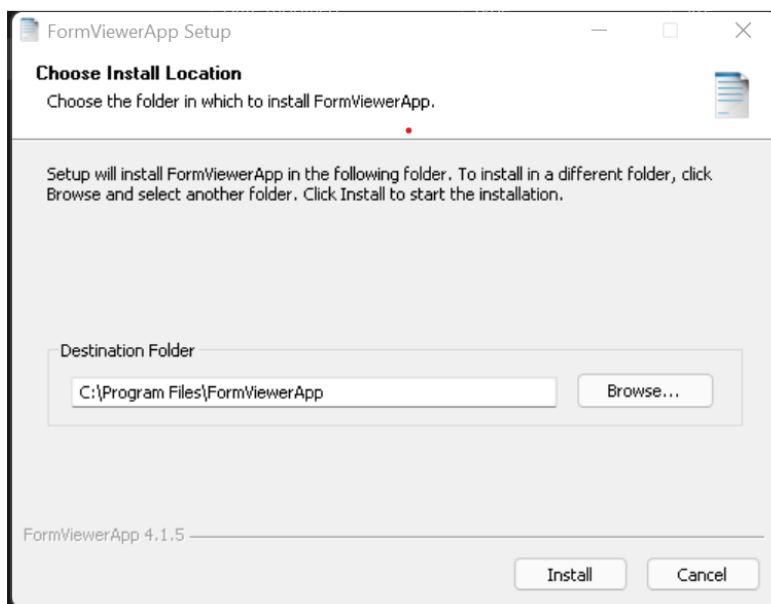 FormViewerApp Setup
Choose Install Location
Choose the folder in which to install FormViewerApp.
Setup will install FormViewerApp in the following folder. To install in a different folder, click
Browse and select another folder. Click Install to start the installation.
Destination Folder
C:\Program Files\FormViewerApp
Browse...
FormViewerApp 4.1.5
Install
Cancel